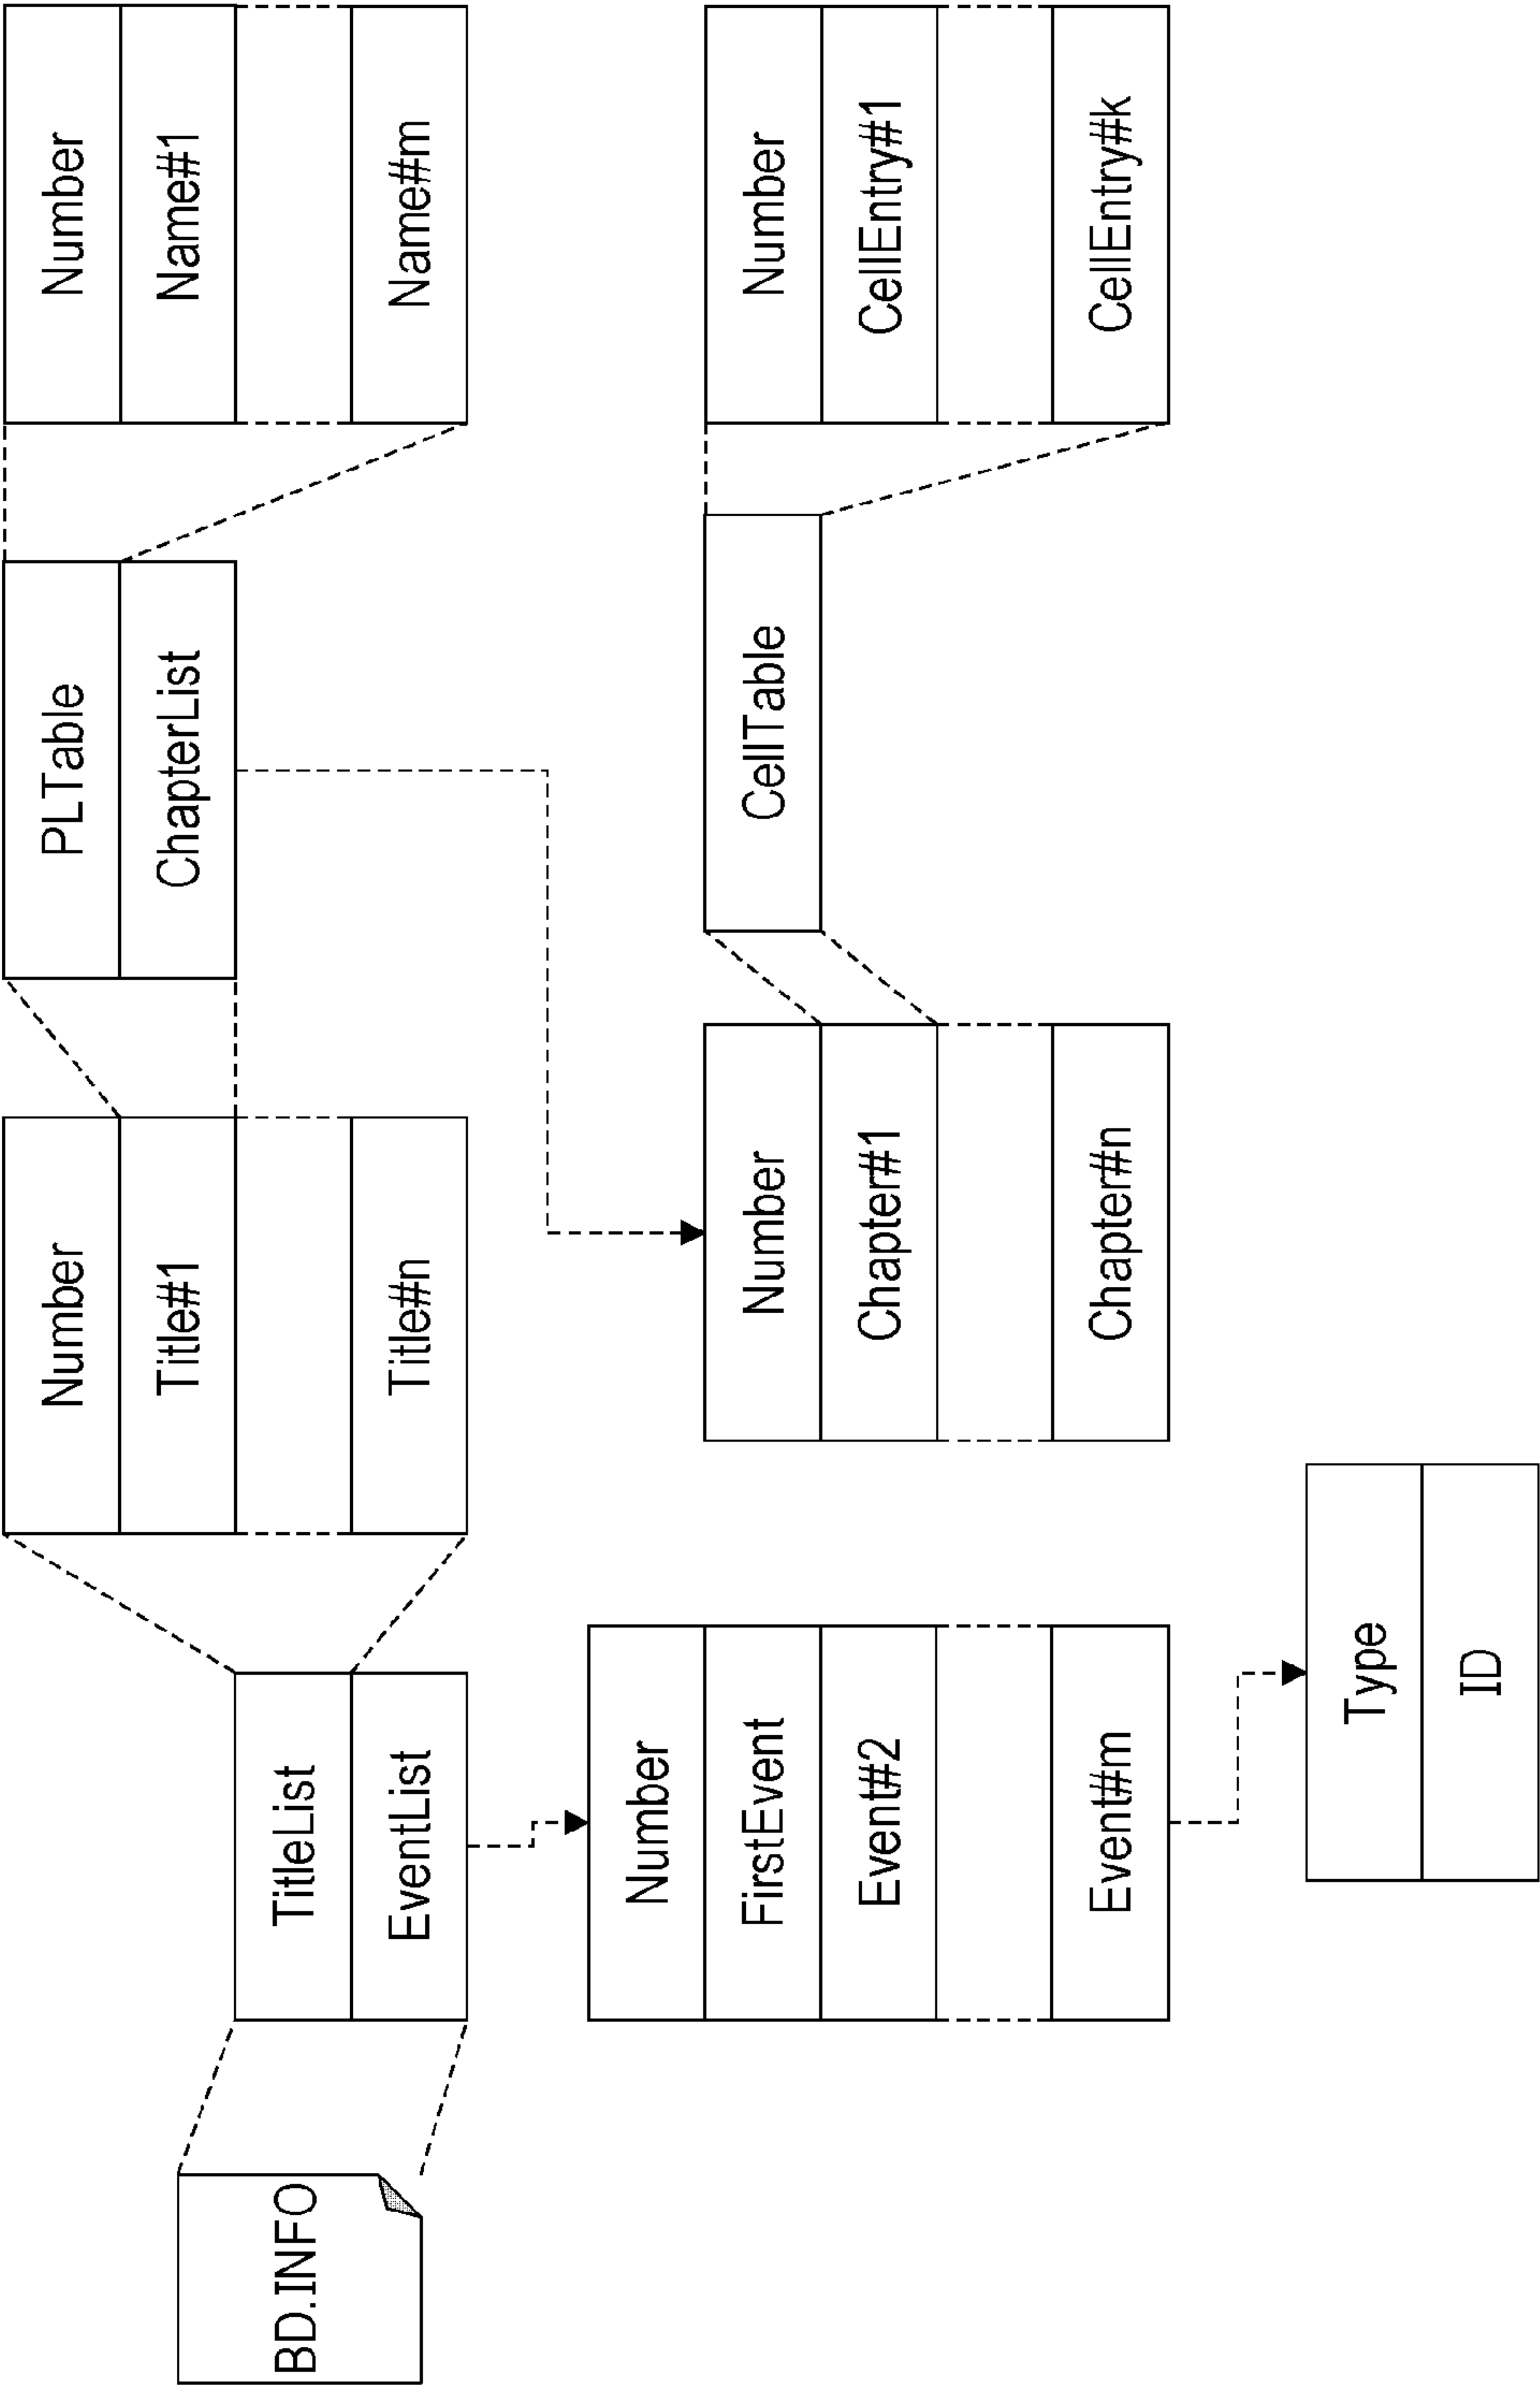 BD.INFO
TitleList
EventList
Number
Title#1
Title#n
PLTable
ChapterList
Number
Name#1
Name#m
Number
FirstEvent
Event#2
Event#m
Type
ID
Number
Chapter#1
Chapter#n
CellTable
Number
CellEntry#1
CellEntry#k